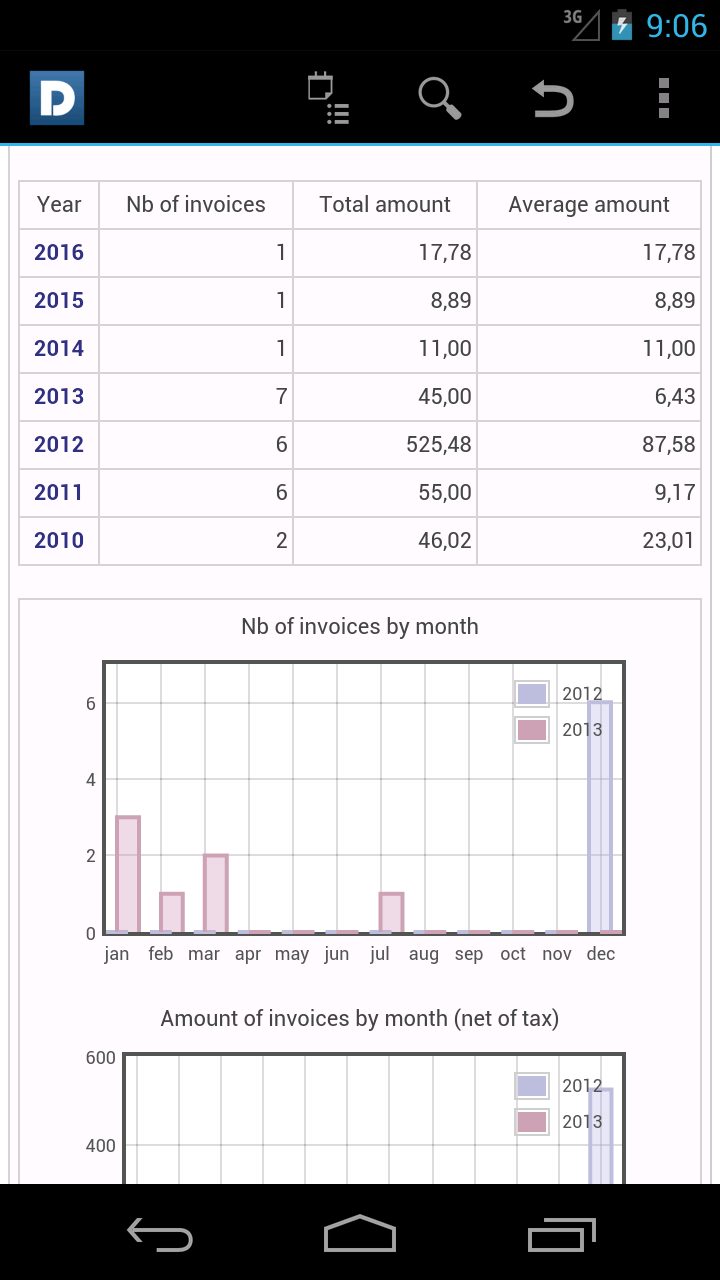 3G 9:06
D
Year Nb of invoices Total amount Average amount
2016 1 17,78 17,78
2015 1 8,89 8,89
2014 1 11,00 11,00
2013 7 45,00 6,43
2012 6 525,48 87,58
2011 6 55,00 9,17
2010 2 46,02 23,01
Nb of invoices by month
2012
6
2013
4
2
0
jan feb mar apr may jun jul aug sep oct nov dec
Amount of invoices by month (net of tax)
600
2012
2013
400